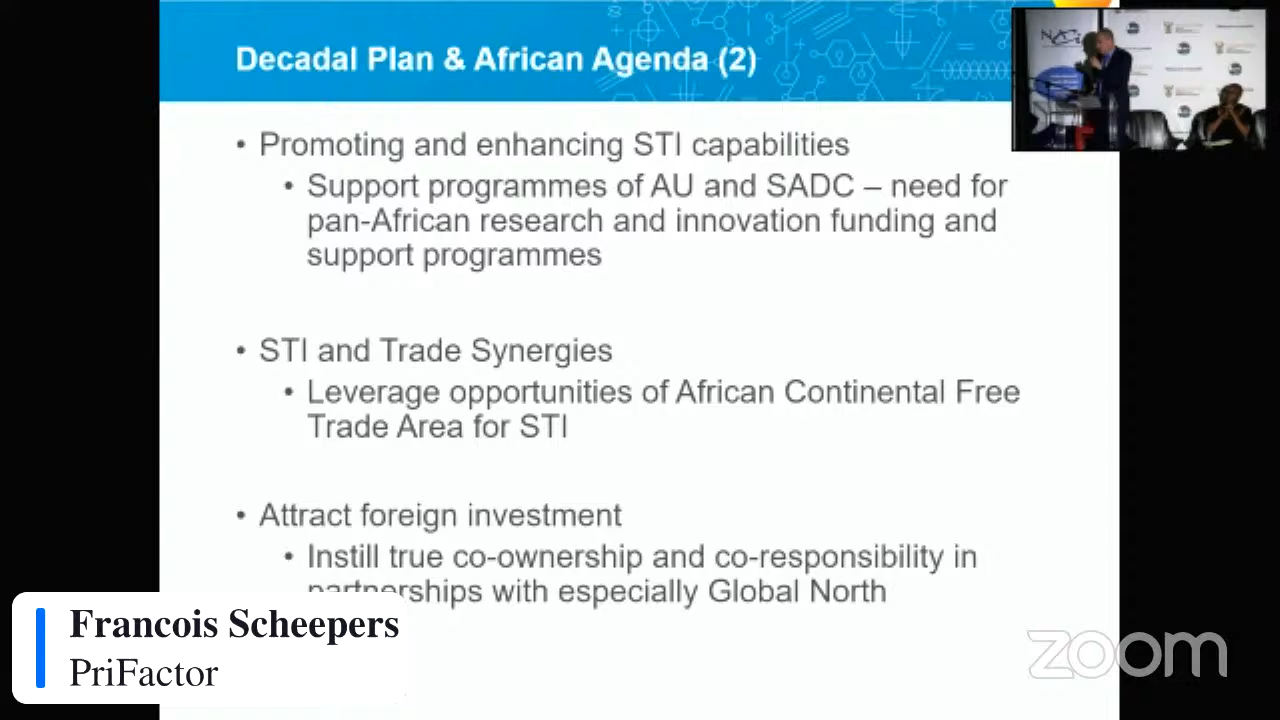 Decadal Plan & African Agenda (2)
• Promoting and enhancing STI capabilities
• Support programmes of AU and SADC – need for
pan-African research and innovation funding and
support programmes
• STI and Trade Synergies
• Leverage opportunities of African Continental Free
Trade Area for STI
• Attract foreign investment
• Instill true co-ownership and co-responsibility in
partnerships with especially Global North
Francois Scheepers
PriFactor
zoom